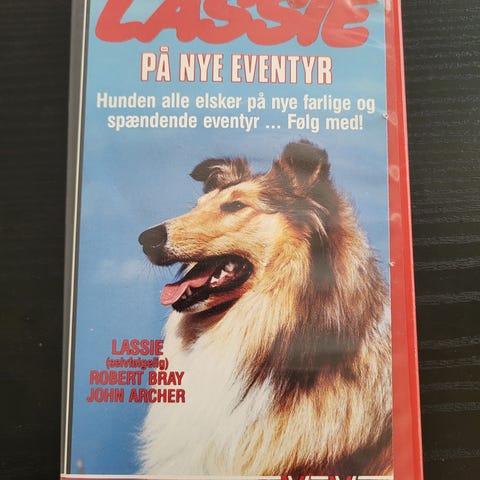 LASSIE
PÅ NYE EVENTYR
Hunden alle elsker på nye farlige og
spændende eventyr ... Følg med!
LASSIE
(selvfølgelig)
ROBERT BRAY
JOHN ARCHER